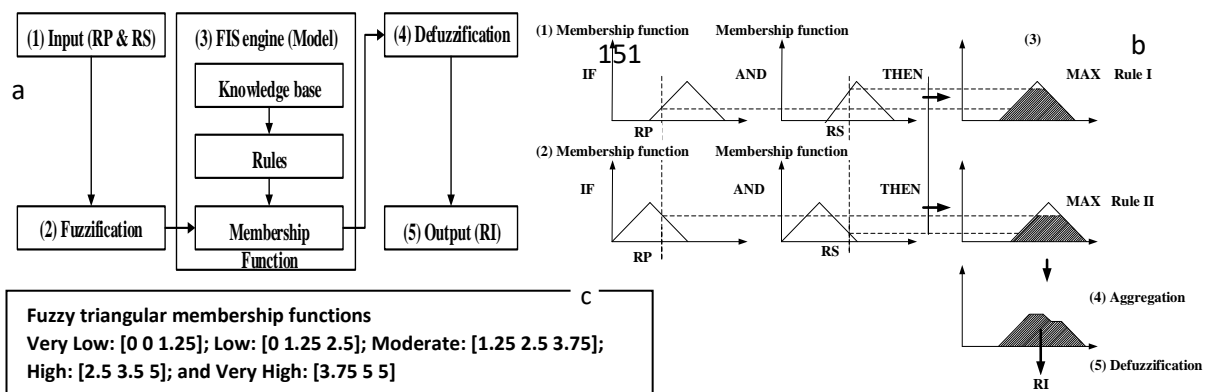 a
(1) Input (RP & RS)
(3) FIS engine (Model)
(4) Defuzzification
Knowledge base
Rules
(2) Fuzzification
Membership
Function
(5) Output (RI)
b
(1) Membership function
Membership function
(3)
151
IF
AND
THEN
MAX Rule I
RP
RS
(2) Membership function
Membership function
IF
AND
THEN
MAX Rule II
RP
RS
(4) Aggregation
(5) Defuzzification
RI
c
Fuzzy triangular membership functions
Very Low: [0 0 1.25]; Low: [0 1.25 2.5]; Moderate: [1.25 2.5 3.75];
High: [2.5 3.5 5]; and Very High: [3.75 5 5]